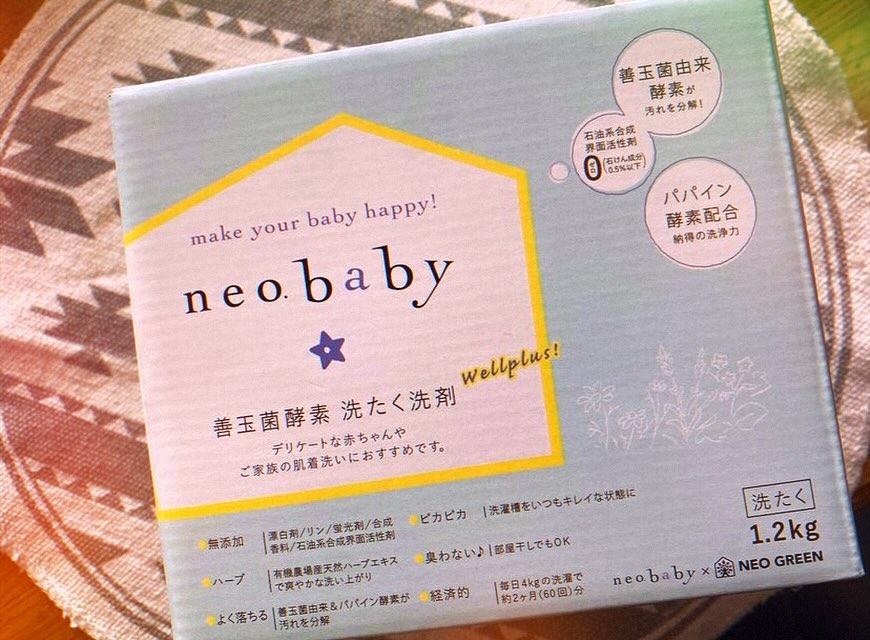 善玉菌由来
酵素が
汚れを分解!
石油系合成
界面活性剤
0 ゼロ (石けん成分 0.5%以下)
パパイン
酵素配合
納得の洗浄力
make your baby happy!
neo.baby
Wellplus!
善玉菌酵素 洗たく洗剤
デリケートな赤ちゃんや
ご家族の肌着洗いにおすすめです。
無添加
漂白剤/リン/蛍光剤/合成
香料/石油系合成界面活性剤
ピカピカ
洗濯槽をいつもキレイな状態に
ハーブ
有機農場産天然ハーブエキス
で爽やかな洗い上がり
臭わない♪
部屋干しでもOK
よく落ちる
善玉菌由来&パパイン酵素が
汚れを分解
経済的
毎日4kgの洗濯で
約2ヶ月(60回)分
洗たく
1.2kg
neobaby × NEO GREEN